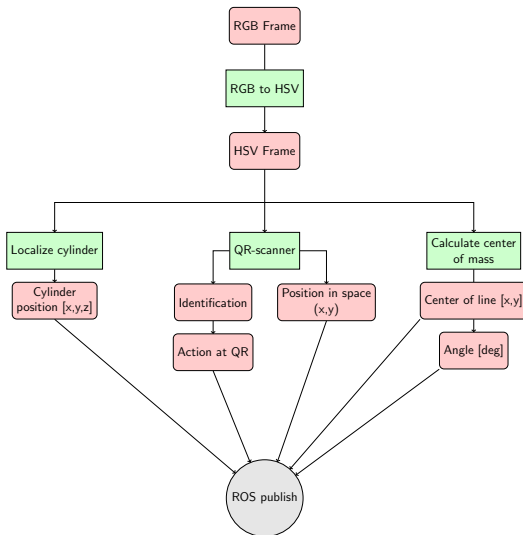 RGB Frame
RGB to HSV
HSV Frame
Localize cylinder
QR-scanner
Calculate center
of mass
Cylinder
position [x,y,z]
Identification
Position in space
(x,y)
Center of line [x,y]
Action at QR
Angle [deg]
ROS publish